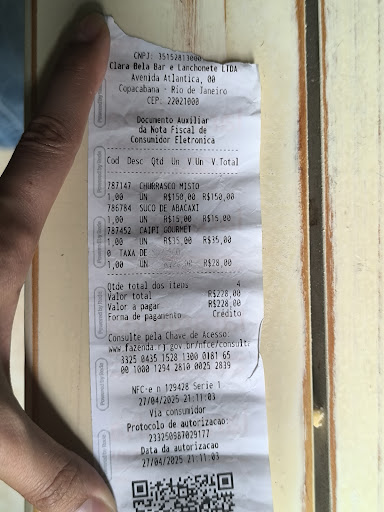 CNPJ: 35152813000
Clara Bela Bar e Lanchonete LTDA
Avenida Atlantica, 00
Copacabana - Rio de Janeiro
CEP. 22021000
Documento Auxiliar
da Nota Fiscal de
Consumidor Eletronica
Cod Desc Qtd Un V Un V.Total
787147 CHURRASCO MISTO
1,00 UN R$150,00 R$150,00
786784 SUCO DE ABACAXI
1,00 UN R$15,00 R$15,00
787452 CAIPI GOURMET
1,00 UN R$35,00 R$35,00
0 TAXA DE
1,00 UN R$28,00
Qtde total dos itens 4
Valor total R$228,00
Valor a pagar R$228,00
Forma de pagamento Crédito
Consulte pela Chave de Acesso:
www.fazenda.rj.gov.br/nfce/consult
3325 0435 1528 1300 0181 65
00 1000 1294 2810 0025 2839
NFC-e n 129428 Serie 1
27/04/2025 21:11:03
Via consumidor
Protocolo de autorizacao:
233250387029177
Data da autorizacao
27/04/2025 21:11:03